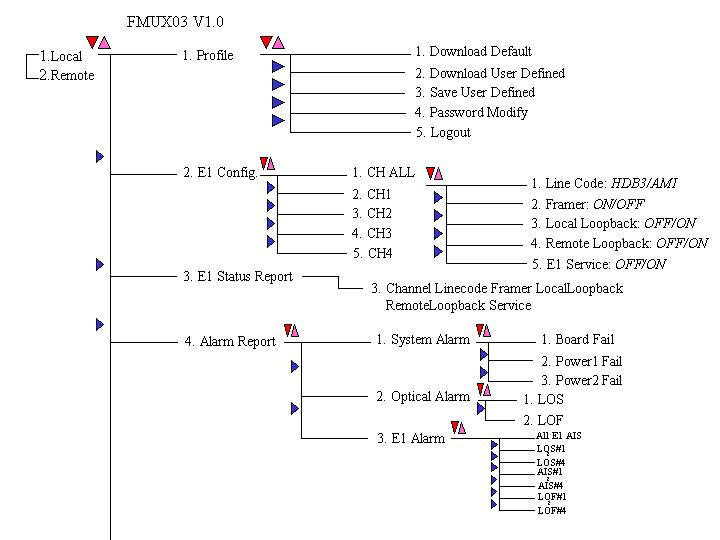 FMUX03 V1.0
1.Local
2.Remote
1. Profile
1. Download Default
2. Download User Defined
3. Save User Defined
4. Password Modify
5. Logout
2. E1 Config.
1. CH ALL
2. CH1
3. CH2
4. CH3
5. CH4
1. Line Code: HDB3/AMI
2. Framer: ON/OFF
3. Local Loopback: OFF/ON
4. Remote Loopback: OFF/ON
5. E1 Service: OFF/ON
3. E1 Status Report
3. Channel Linecode Framer LocalLoopback
RemoteLoopback Service
4. Alarm Report
1. System Alarm
1. Board Fail
2. Power1 Fail
3. Power2 Fail
2. Optical Alarm
1. LOS
2. LOF
3. E1 Alarm
All E1 AIS
LOS#1
LOS#4
AIS#1
AIS#4
LOF#1
LOF#4